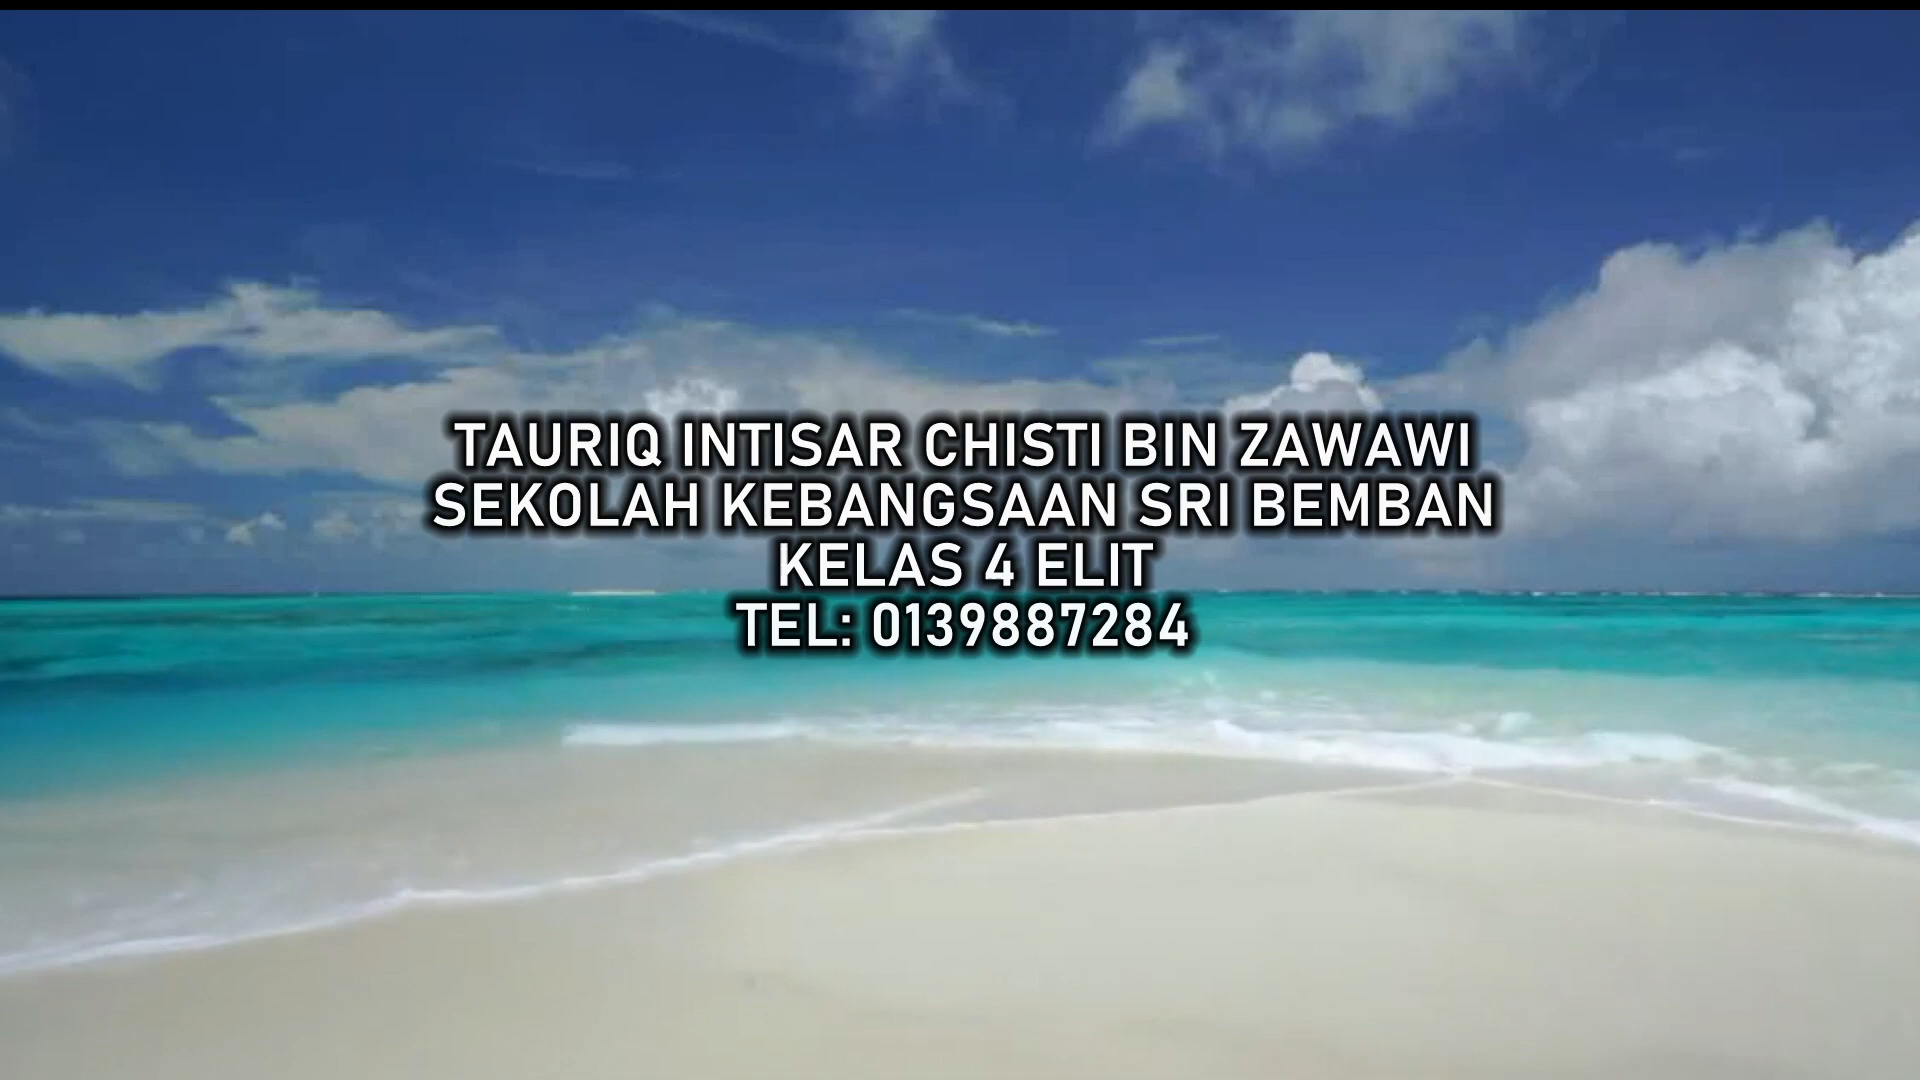 TAURIQ INTISAR CHISTI BIN ZAWAWI
SEKOLAH KEBANGSAAN SRI BEMBAN
KELAS 4 ELIT
TEL: 0139887284